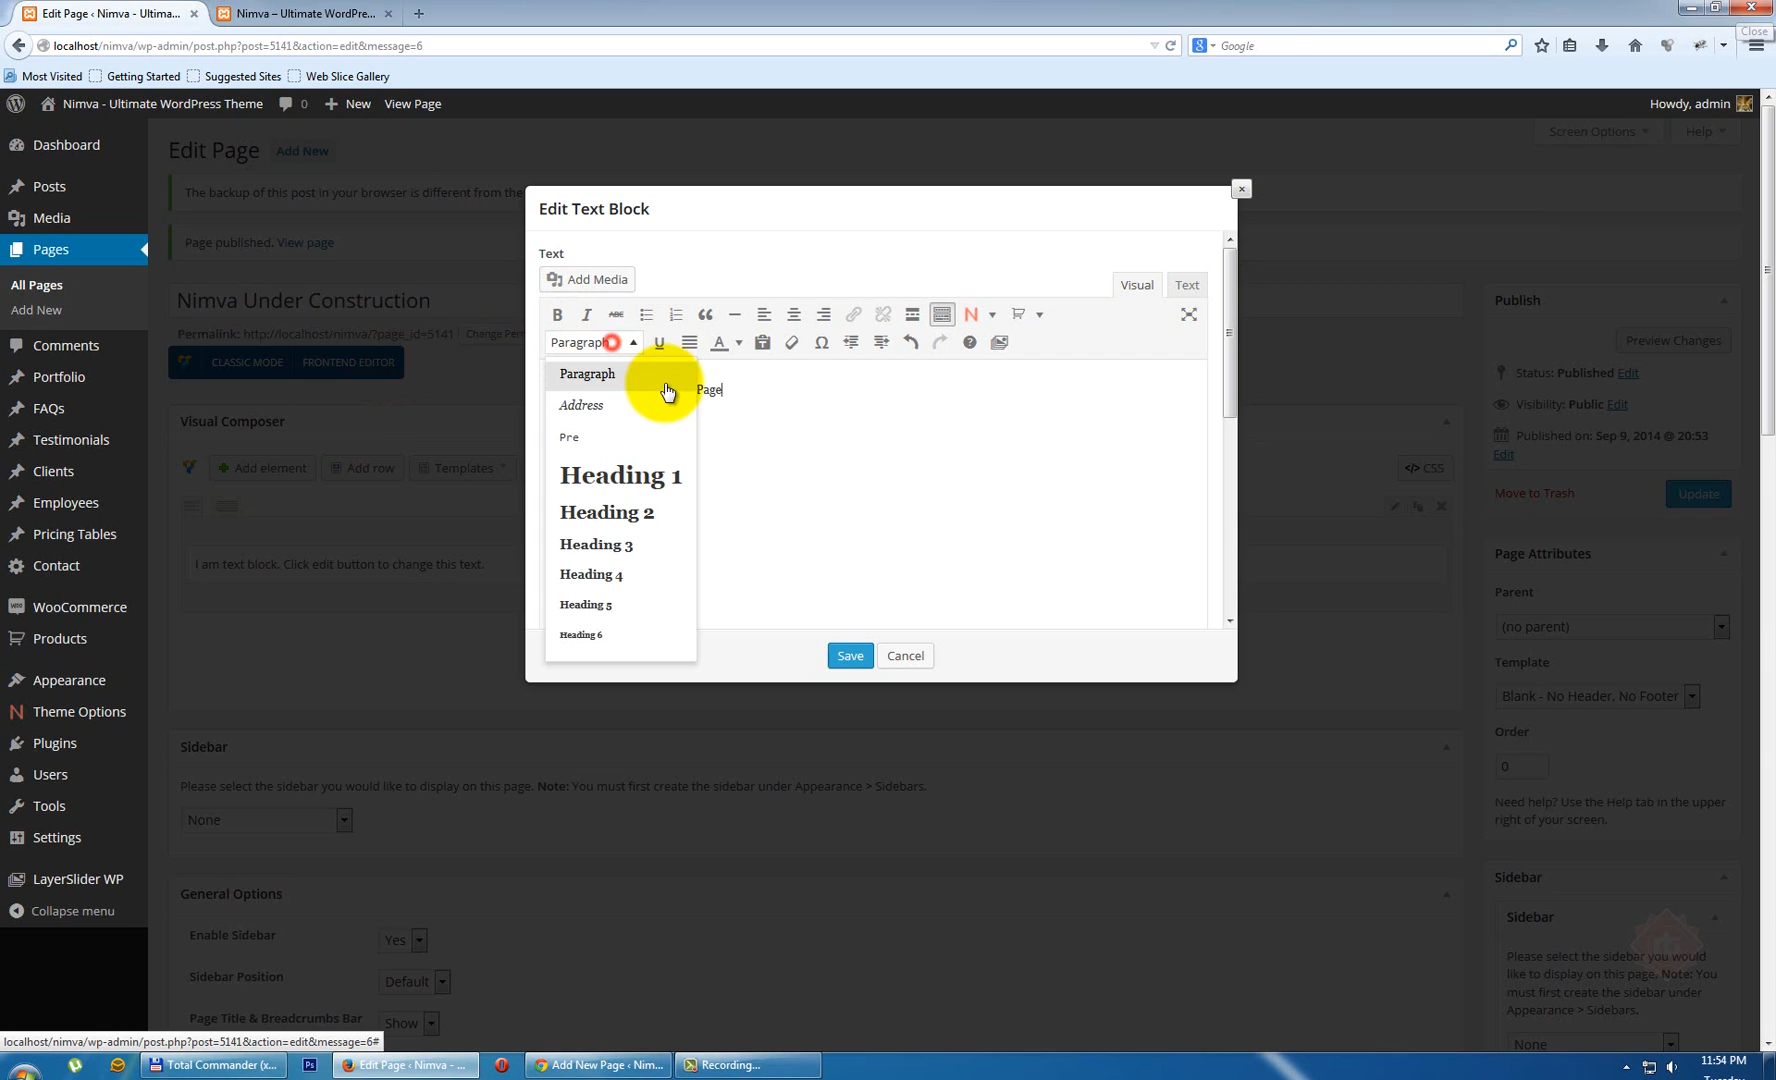 Edit Page ‹ Nimva - Ultima...
Nimva – Ultimate WordPre...
localhost/nimva/wp-admin/post.php?post=5141&action=edit&message=6
Google
Close
Most Visited
Getting Started
Suggested Sites
Web Slice Gallery
Nimva - Ultimate WordPress Theme
0
New
View Page
Howdy, admin
Dashboard
Posts
Media
Pages
All Pages
Add New
Comments
Portfolio
FAQs
Testimonials
Clients
Employees
Pricing Tables
Contact
WooCommerce
Products
Appearance
Theme Options
Plugins
Users
Tools
Settings
LayerSlider WP
Collapse menu
Screen Options
Help
Edit Page
Add New
The backup of this post in your browser is different from the
Page published. View page
Nimva Under Construction
Permalink: http://localhost/nimva/?page_id=5141
Change Perm
CLASSIC MODE
FRONTEND EDITOR
Visual Composer
Add element
Add row
Templates
CSS
I am text block. Click edit button to change this text.
Edit Text Block
Text
Add Media
Visual
Text
B
I
ABC
N
Paragraph
U
A
Page
Paragraph
Address
Pre
Heading 1
Heading 2
Heading 3
Heading 4
Heading 5
Heading 6
Save
Cancel
Sidebar
Please select the sidebar you would like to display on this page. Note: You must first create the sidebar under Appearance > Sidebars.
None
General Options
Enable Sidebar
Yes
Sidebar Position
Default
Page Title & Breadcrumbs Bar
Show
Publish
Preview Changes
Status: Published Edit
Visibility: Public Edit
Published on: Sep 9, 2014 @ 20:53
Edit
Move to Trash
Update
Page Attributes
Parent
(no parent)
Template
Blank - No Header, No Footer
Order
0
Need help? Use the Help tab in the upper
right of your screen.
Sidebar
Sidebar
Please select the sidebar you would
like to display on this page. Note: You
must first create the sidebar under
Appearance > Sidebars.
None
localhost/nimva/wp-admin/post.php?post=5141&action=edit&message=6#
Total Commander (x...
Ps
Edit Page ‹ Nimva - ...
Add New Page ‹ Nim...
Recording...
11:54 PM
Tuesday